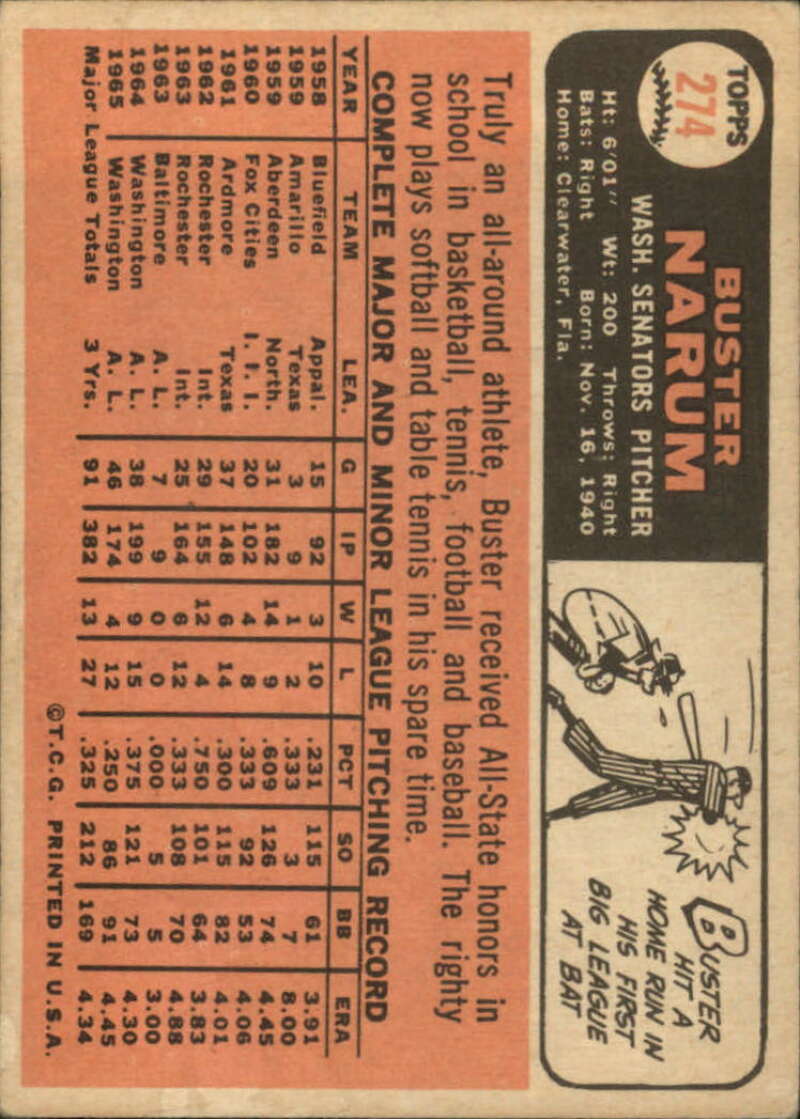 TOPPS
274
BUSTER
NARUM
WASH. SENATORS PITCHER
Ht: 6'01" Wt: 200 Throws: Right
Bats: Right Born: Nov. 16, 1940
Home: Clearwater, Fla.
BUSTER
HIT A
HOME RUN IN
HIS FIRST
BIG LEAGUE
AT BAT
Truly an all-around athlete, Buster received All-State honors in
school in basketball, tennis, football and baseball. The righty
now plays softball and table tennis in his spare time.
COMPLETE MAJOR AND MINOR LEAGUE PITCHING RECORD
YEAR TEAM LEA. G IP W L PCT SO BB ERA
1958 Bluefield Appal. 15 92 3 10 .231 115 61 3.91
1959 Amarillo Texas 3 9 1 2 .333 3 7 8.00
1959 Aberdeen North. 31 182 14 9 .609 126 74 4.45
1960 Fox Cities I. I. I. 20 102 4 8 .333 92 53 4.06
1961 Ardmore Texas 37 148 6 14 .300 115 82 4.01
1962 Rochester Int. 29 155 12 4 .750 101 64 3.83
1963 Rochester Int. 25 164 6 12 .333 108 70 4.88
1963 Baltimore A. L. 7 9 0 0 .000 5 5 3.00
1964 Washington A. L. 38 199 9 15 .375 121 73 4.30
1965 Washington A. L. 46 174 4 12 .250 86 91 4.45
Major League Totals 3 Yrs. 91 382 13 27 .325 212 169 4.34
©T.C.G. PRINTED IN U.S.A.